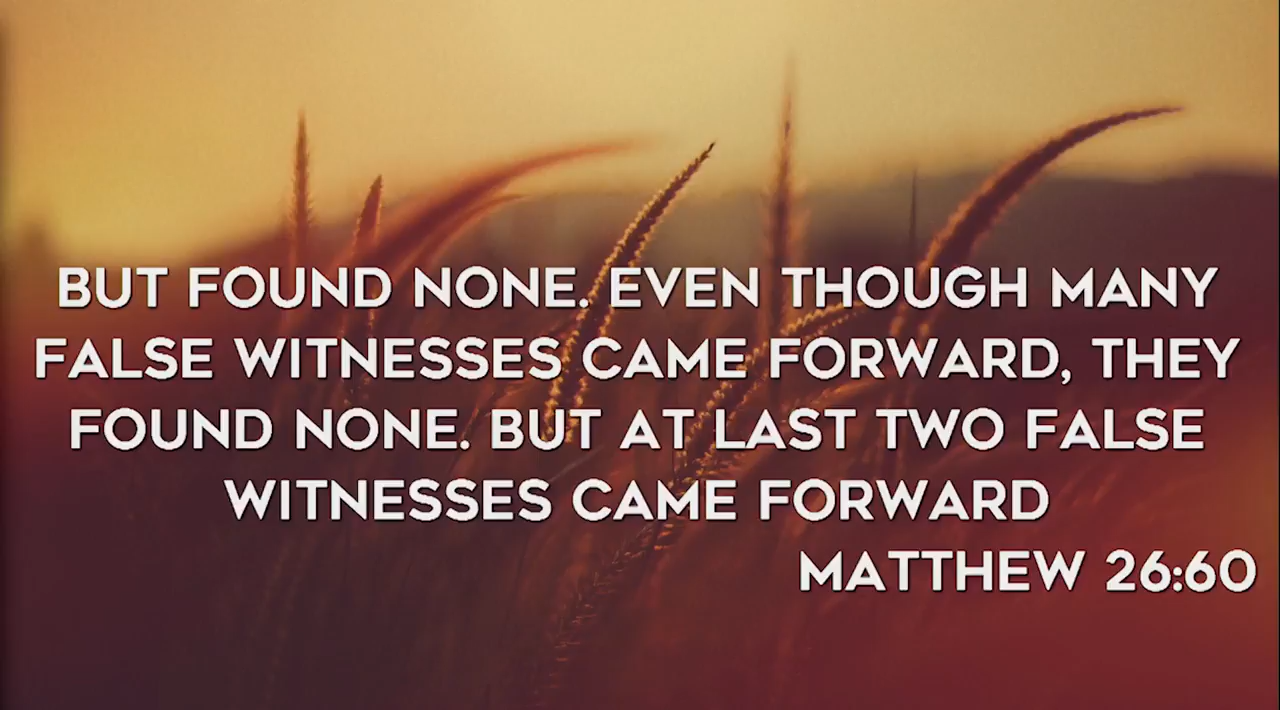 BUT FOUND NONE. EVEN THOUGH MANY
FALSE WITNESSES CAME FORWARD, THEY
FOUND NONE. BUT AT LAST TWO FALSE
WITNESSES CAME FORWARD
MATTHEW 26:60